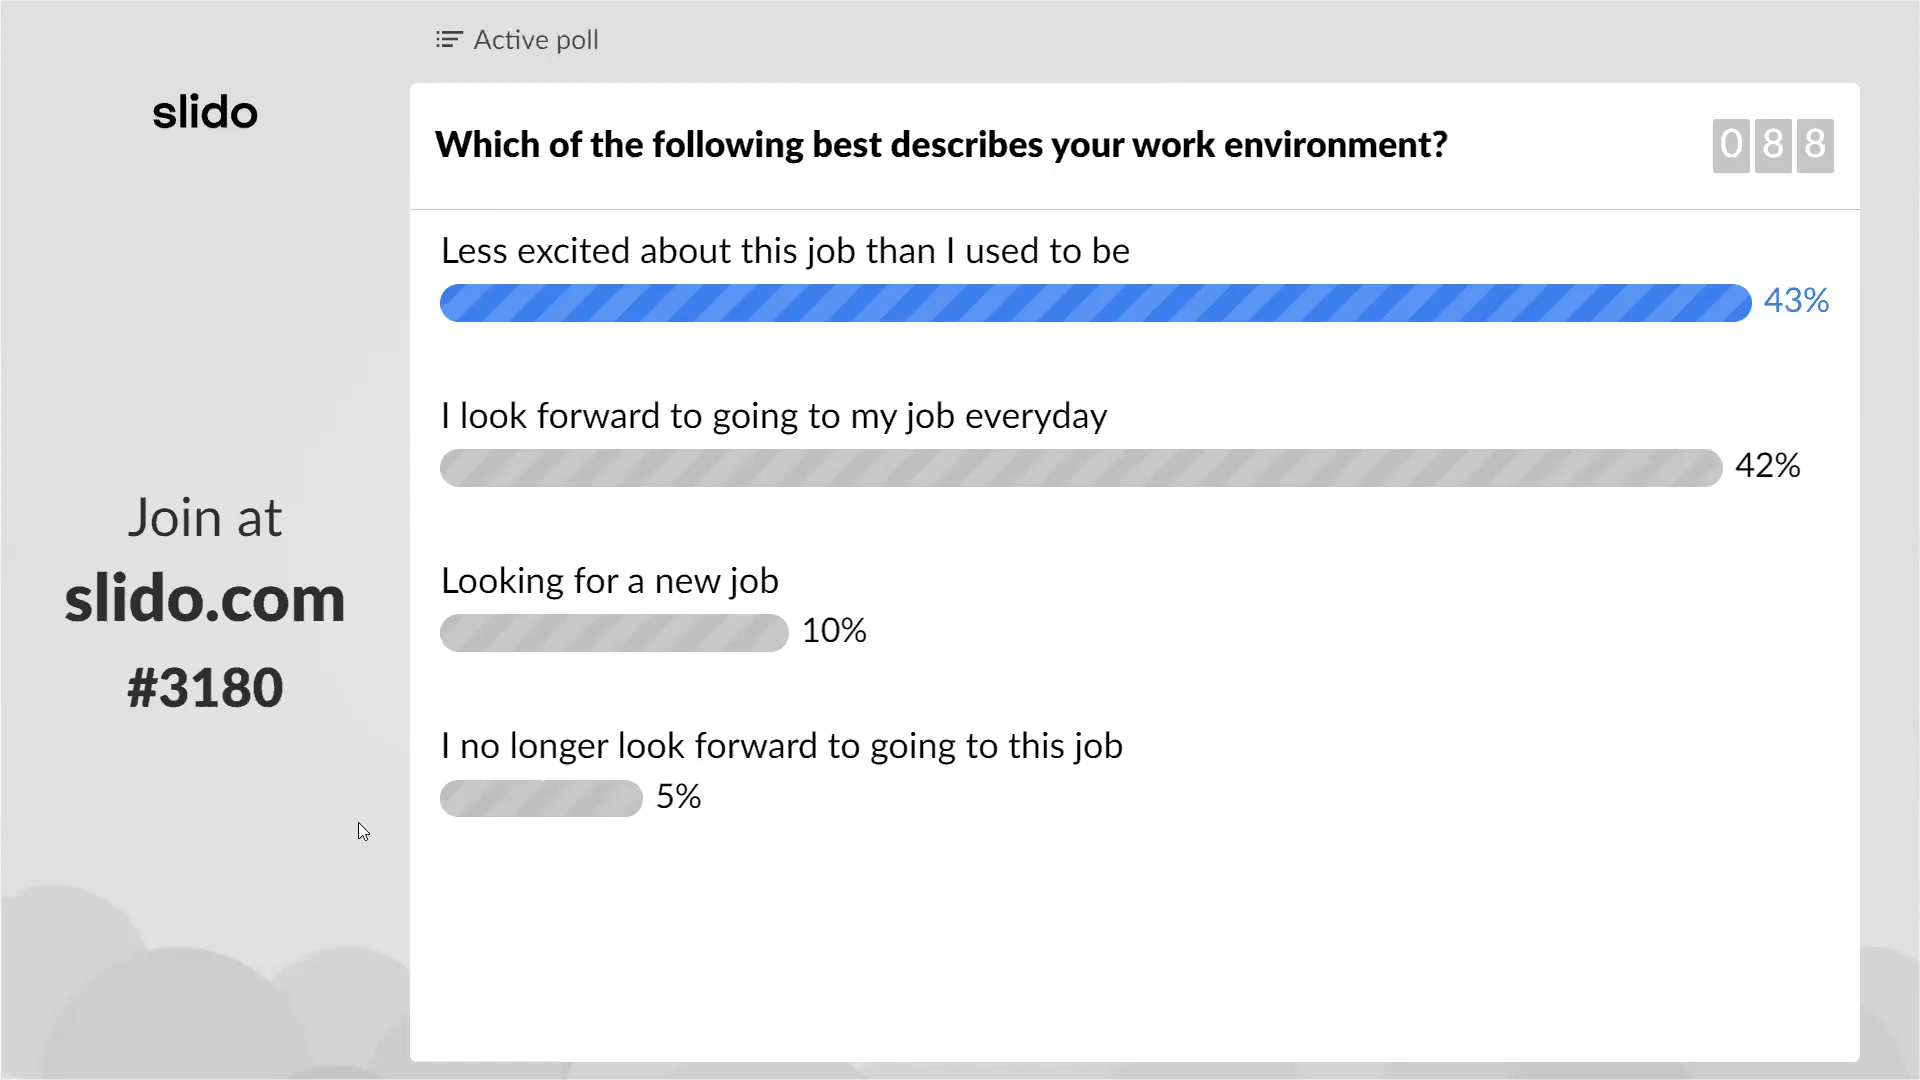 Active poll
slido
Which of the following best describes your work environment?
088
Less excited about this job than I used to be
43%
I look forward to going to my job everyday
42%
Looking for a new job
10%
I no longer look forward to going to this job
5%
Join at
slido.com
#3180